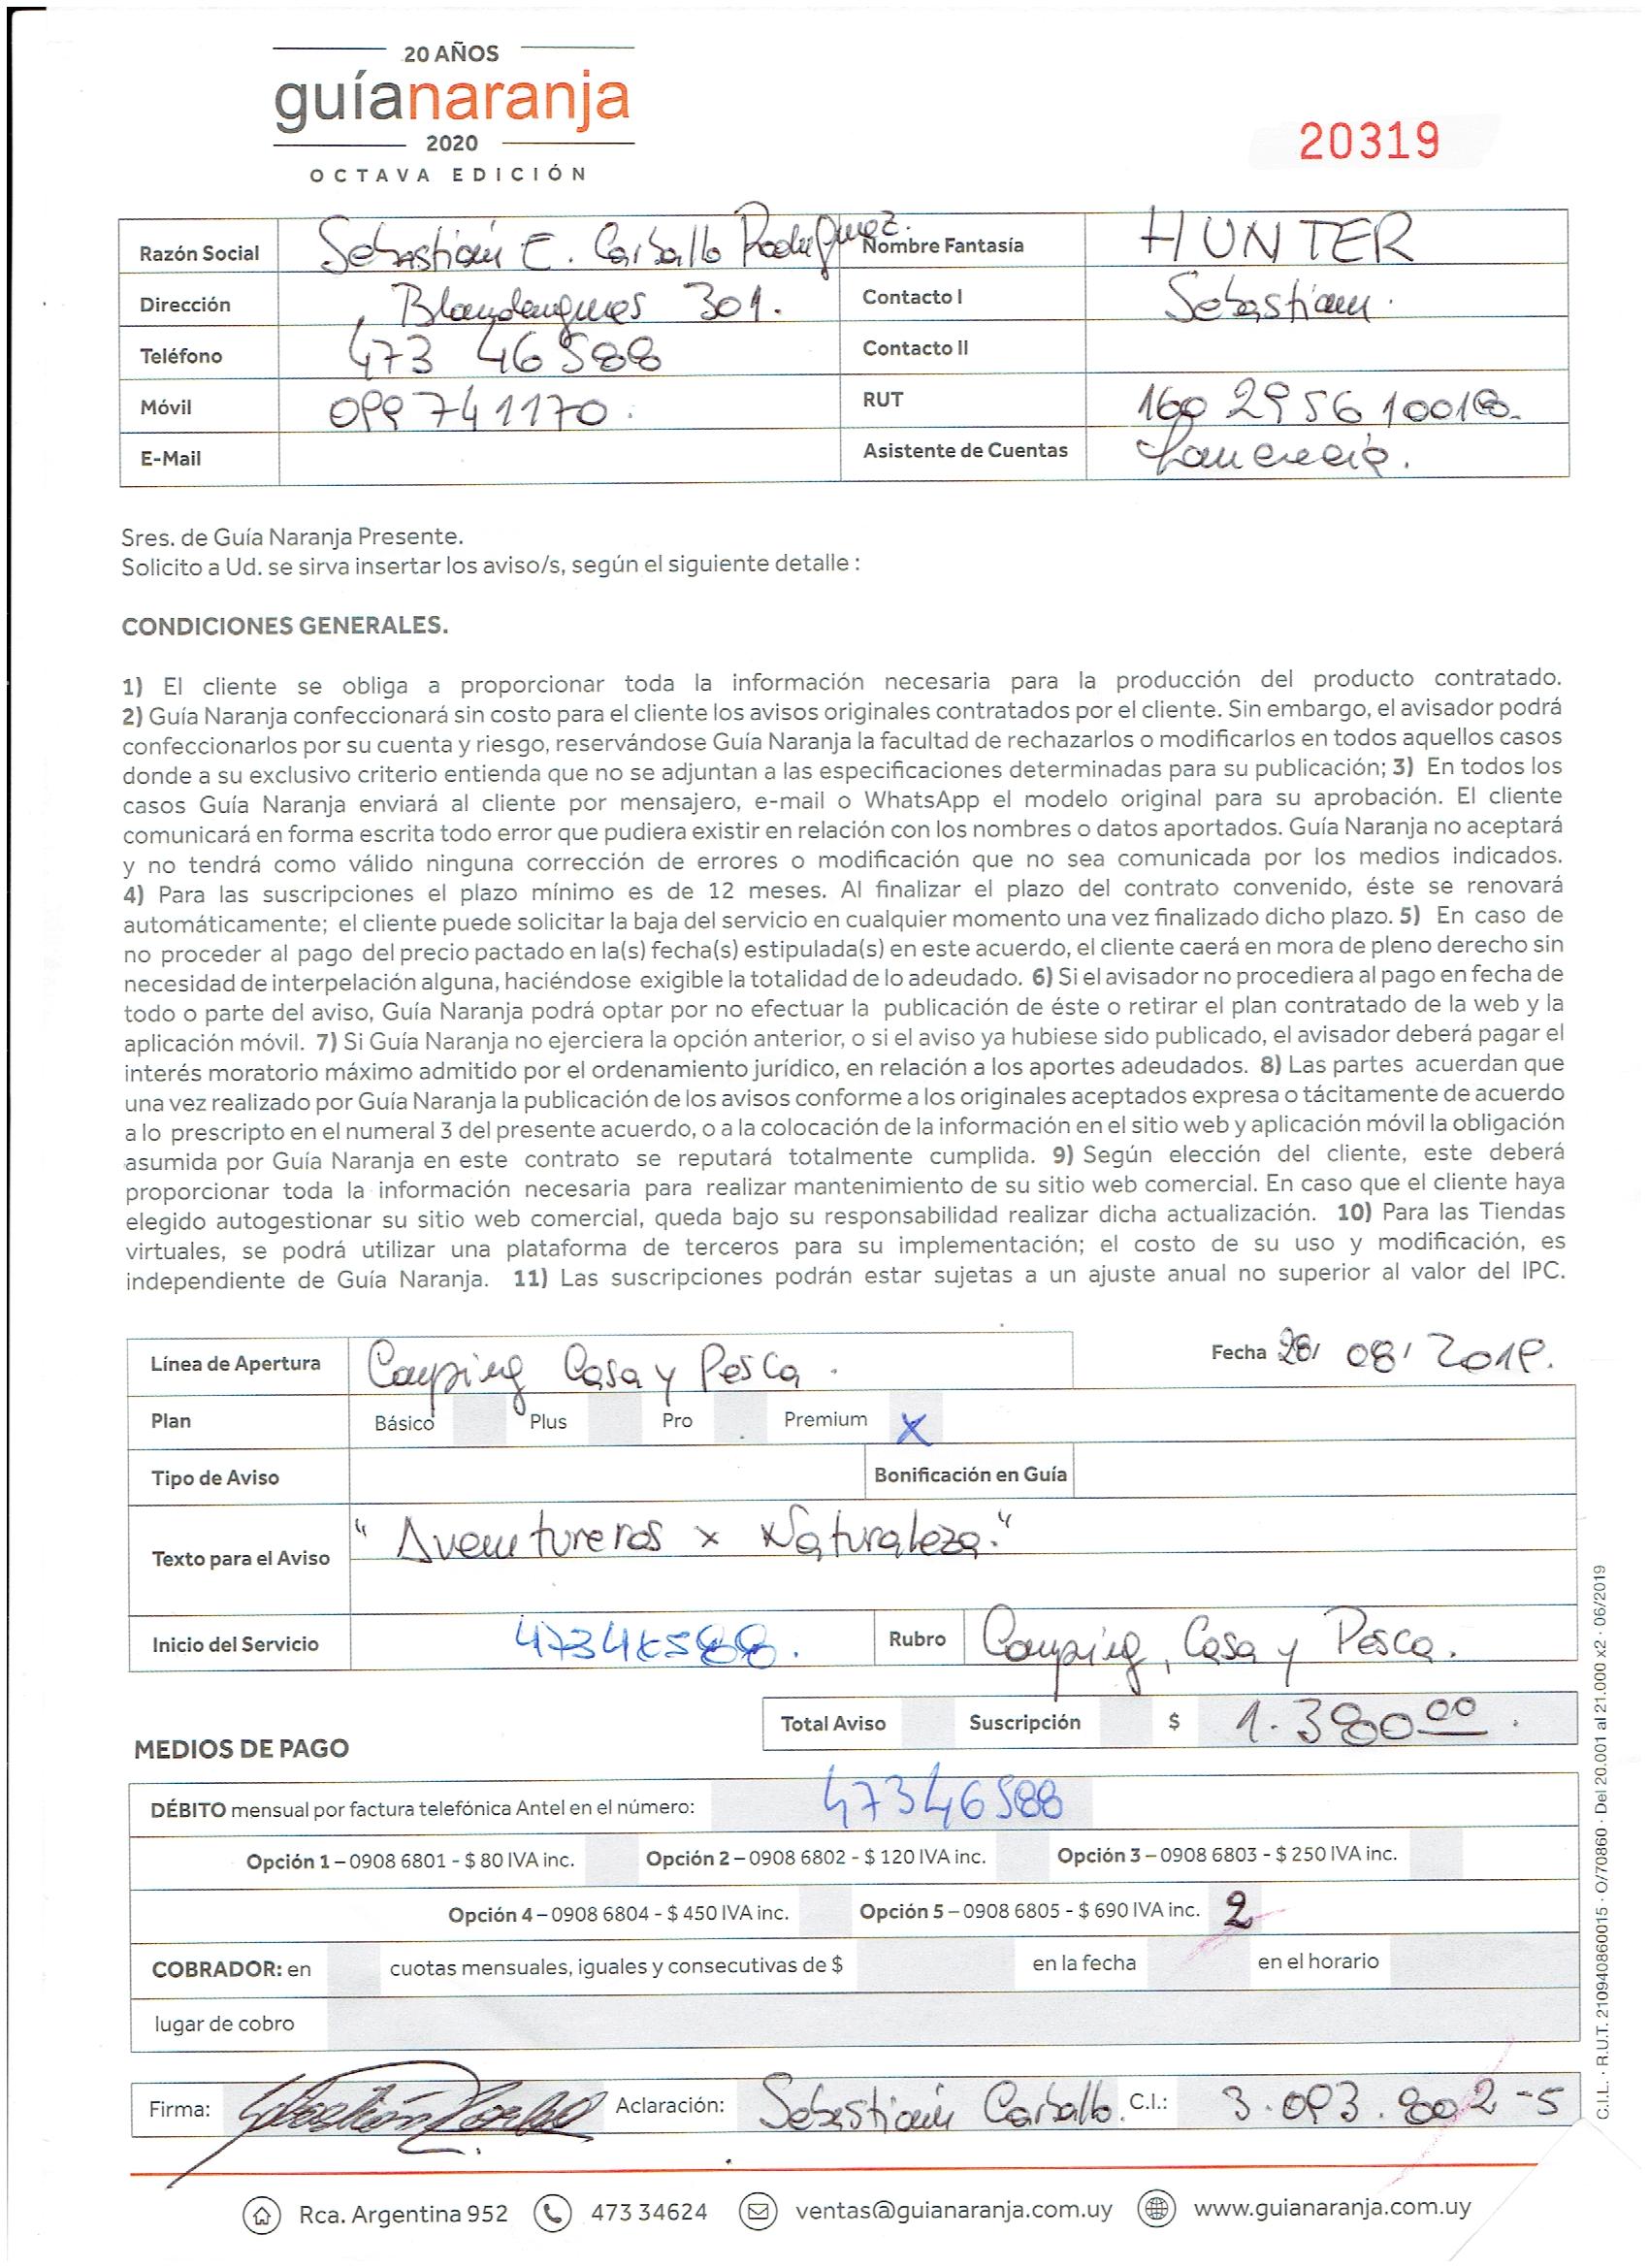 20 AÑOS
guíanaranja
2020
OCTAVA EDICIÓN
20319
Razón Social Sebastián E. Carballo Rodríguez. Nombre Fantasía HUNTER
Dirección Blandengues 301. Contacto I Sebastián.
Teléfono 473 46588 Contacto II
Móvil 099741170. RUT 160295610018.
E-Mail Asistente de Cuentas
Sres. de Guía Naranja Presente.
Solicito a Ud. se sirva insertar los aviso/s, según el siguiente detalle :
CONDICIONES GENERALES.
1) El cliente se obliga a proporcionar toda la información necesaria para la producción del producto contratado.
2) Guía Naranja confeccionará sin costo para el cliente los avisos originales contratados por el cliente. Sin embargo, el avisador podrá
confeccionarlos por su cuenta y riesgo, reservándose Guía Naranja la facultad de rechazarlos o modificarlos en todos aquellos casos
donde a su exclusivo criterio entienda que no se adjuntan a las especificaciones determinadas para su publicación; 3) En todos los
casos Guía Naranja enviará al cliente por mensajero, e-mail o WhatsApp el modelo original para su aprobación. El cliente
comunicará en forma escrita todo error que pudiera existir en relación con los nombres o datos aportados. Guía Naranja no aceptará
y no tendrá como válido ninguna corrección de errores o modificación que no sea comunicada por los medios indicados.
4) Para las suscripciones el plazo mínimo es de 12 meses. Al finalizar el plazo del contrato convenido, éste se renovará
automáticamente; el cliente puede solicitar la baja del servicio en cualquier momento una vez finalizado dicho plazo. 5) En caso de
no proceder al pago del precio pactado en la(s) fecha(s) estipulada(s) en este acuerdo, el cliente caerá en mora de pleno derecho sin
necesidad de interpelación alguna, haciéndose exigible la totalidad de lo adeudado. 6) Si el avisador no procediera al pago en fecha de
todo o parte del aviso, Guía Naranja podrá optar por no efectuar la publicación de éste o retirar el plan contratado de la web y la
aplicación móvil. 7) Si Guía Naranja no ejerciera la opción anterior, o si el aviso ya hubiese sido publicado, el avisador deberá pagar el
interés moratorio máximo admitido por el ordenamiento jurídico, en relación a los aportes adeudados. 8) Las partes acuerdan que
una vez realizado por Guía Naranja la publicación de los avisos conforme a los originales aceptados expresa o tácitamente de acuerdo
a lo prescripto en el numeral 3 del presente acuerdo, o a la colocación de la información en el sitio web y aplicación móvil la obligación
asumida por Guía Naranja en este contrato se reputará totalmente cumplida. 9) Según elección del cliente, este deberá
proporcionar toda la información necesaria para realizar mantenimiento de su sitio web comercial. En caso que el cliente haya
elegido autogestionar su sitio web comercial, queda bajo su responsabilidad realizar dicha actualización. 10) Para las Tiendas
virtuales, se podrá utilizar una plataforma de terceros para su implementación; el costo de su uso y modificación, es
independiente de Guía Naranja. 11) Las suscripciones podrán estar sujetas a un ajuste anual no superior al valor del IPC.
Línea de Apertura Camping Casa y Pesca. Fecha 28/ 08/ 2019.
Plan Básico Plus Pro Premium X
Tipo de Aviso Bonificación en Guía
Texto para el Aviso "Aventureros x Naturaleza."
Inicio del Servicio 47346588. Rubro Camping, Casa y Pesca.
Total Aviso Suscripción $ 1.380 00.
MEDIOS DE PAGO
DÉBITO mensual por factura telefónica Antel en el número: 47346588
Opción 1 – 0908 6801 - $ 80 IVA inc. Opción 2 – 0908 6802 - $ 120 IVA inc. Opción 3 – 0908 6803 - $ 250 IVA inc.
Opción 4 – 0908 6804 - $ 450 IVA inc. Opción 5 – 0908 6805 - $ 690 IVA inc. 2
COBRADOR: en cuotas mensuales, iguales y consecutivas de $ en la fecha en el horario
lugar de cobro
Firma: Aclaración: Sebastián Carballo. C.I.: 3.093.802-5
Rca. Argentina 952 473 34624 ventas@guianaranja.com.uy www.guianaranja.com.uy
C.I.L. · R.U.T. 210940860015 · O/70860 · Del 20.001 al 21.000 x2 · 06/2019